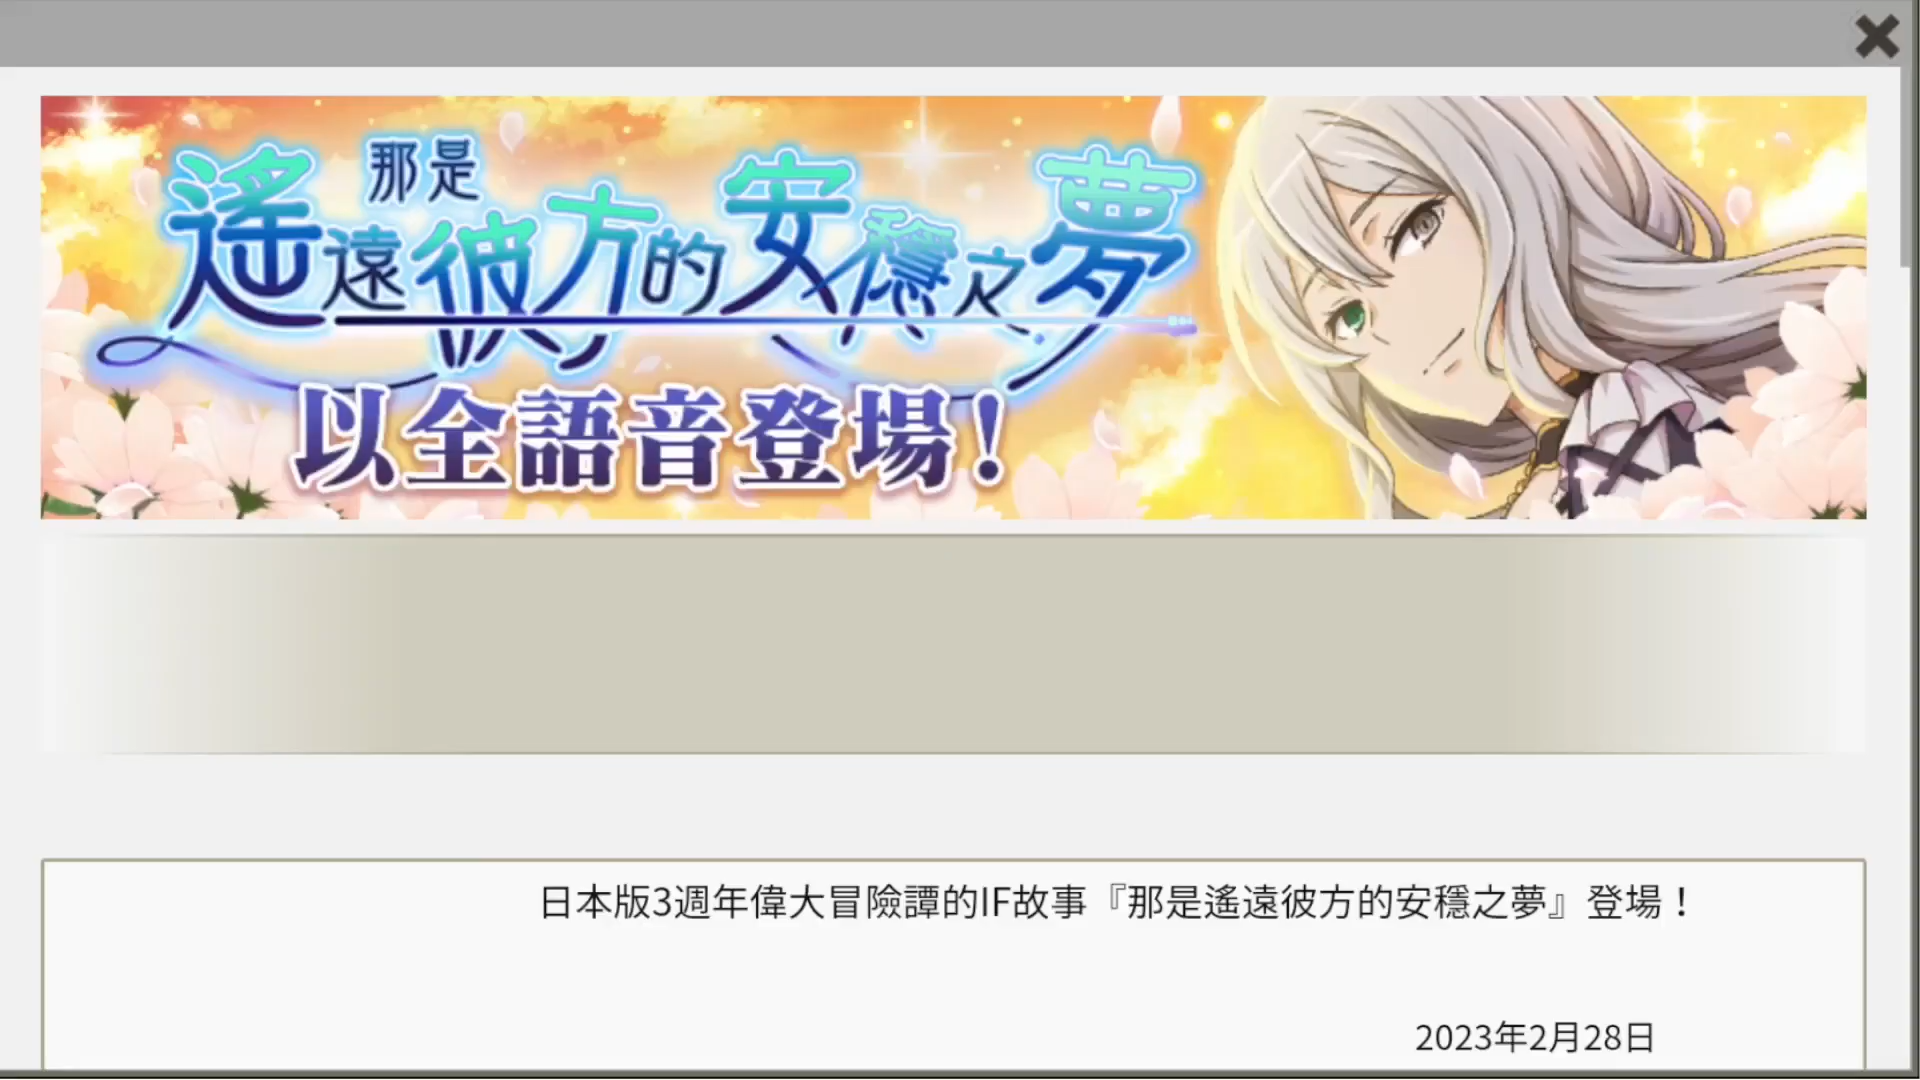 那是
遙遠彼方的安穩之夢
以全語音登場！
日本版3週年偉大冒險譚的IF故事『那是遙遠彼方的安穩之夢』登場！
2023年2月28日